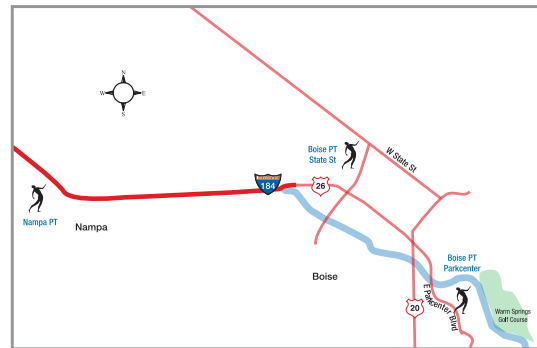 N
W E
S
Boise PT
State St
W State St
184
26
Nampa PT
Nampa
Boise PT
Parkcenter
Boise
E Parkcenter Blvd
20
Warm Springs
Golf Course